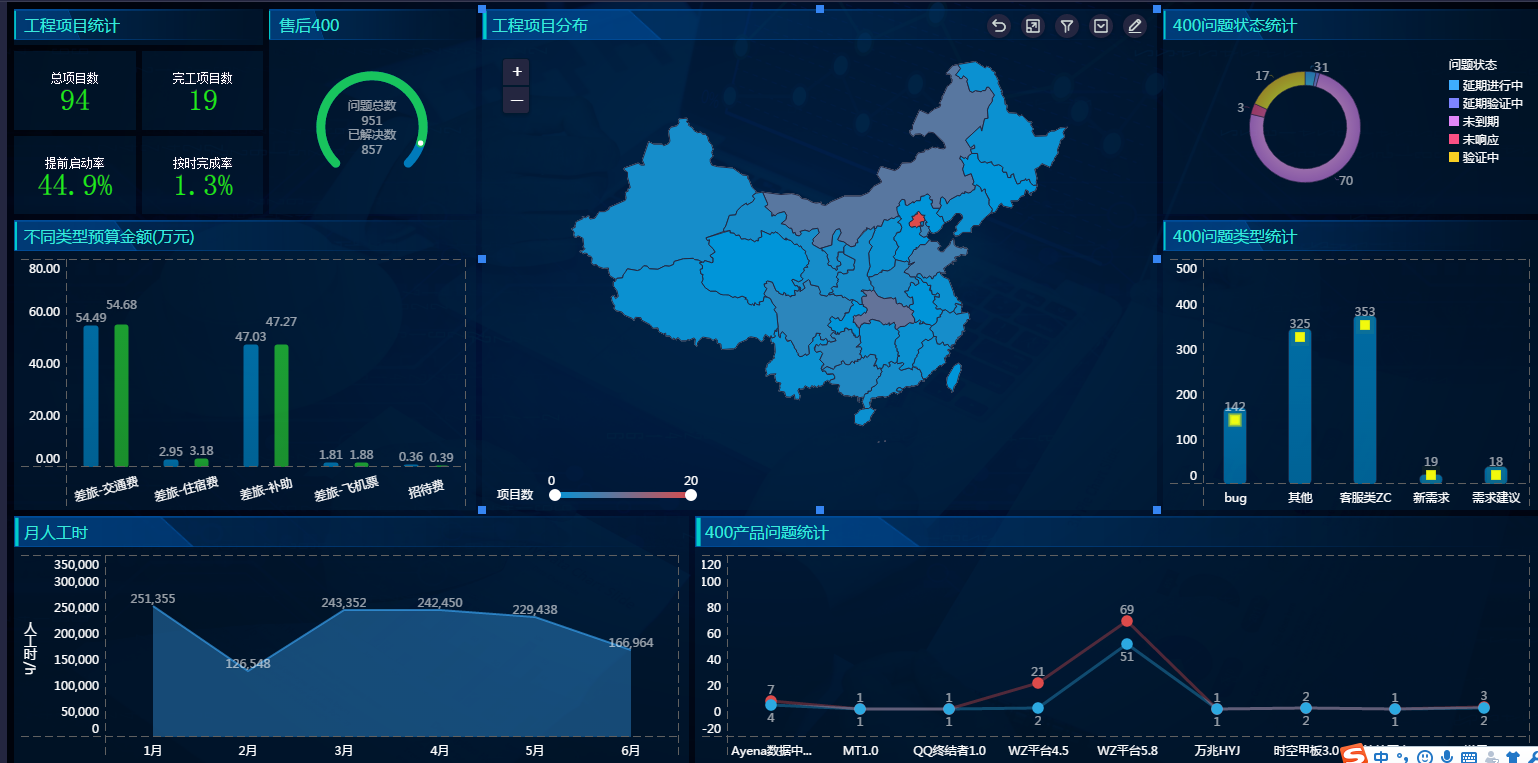 工程项目统计
总项目数
94
完工项目数
19
提前启动率
44.9%
按时完成率
1.3%
售后400
问题总数
951
已解决数
857
工程项目分布
+
—
项目数
0
20
400问题状态统计
17
31
3
70
问题状态
延期进行中
延期验证中
未到期
未响应
验证中
不同类型预算金额(万元)
80.00
60.00
40.00
20.00
0.00
54.49
54.68
2.95
3.18
47.03
47.27
1.81
1.88
0.36
0.39
差旅-交通费
差旅-住宿费
差旅-补助
差旅-飞机票
招待费
400问题类型统计
500
400
300
200
100
0
142
325
353
19
18
bug
其他
客服类ZC
新需求
需求建议
月人工时
人工时/h
350,000
300,000
250,000
200,000
150,000
100,000
50,000
0
251,355
126,548
243,352
242,450
229,438
166,964
1月
2月
3月
4月
5月
6月
400产品问题统计
120
100
80
60
40
20
0
-20
7
4
1
1
1
1
21
2
69
51
1
1
2
2
1
1
3
2
Ayena数据中...
MT1.0
QQ终结者1.0
WZ平台4.5
WZ平台5.8
万兆HYJ
时空甲板3.0
中